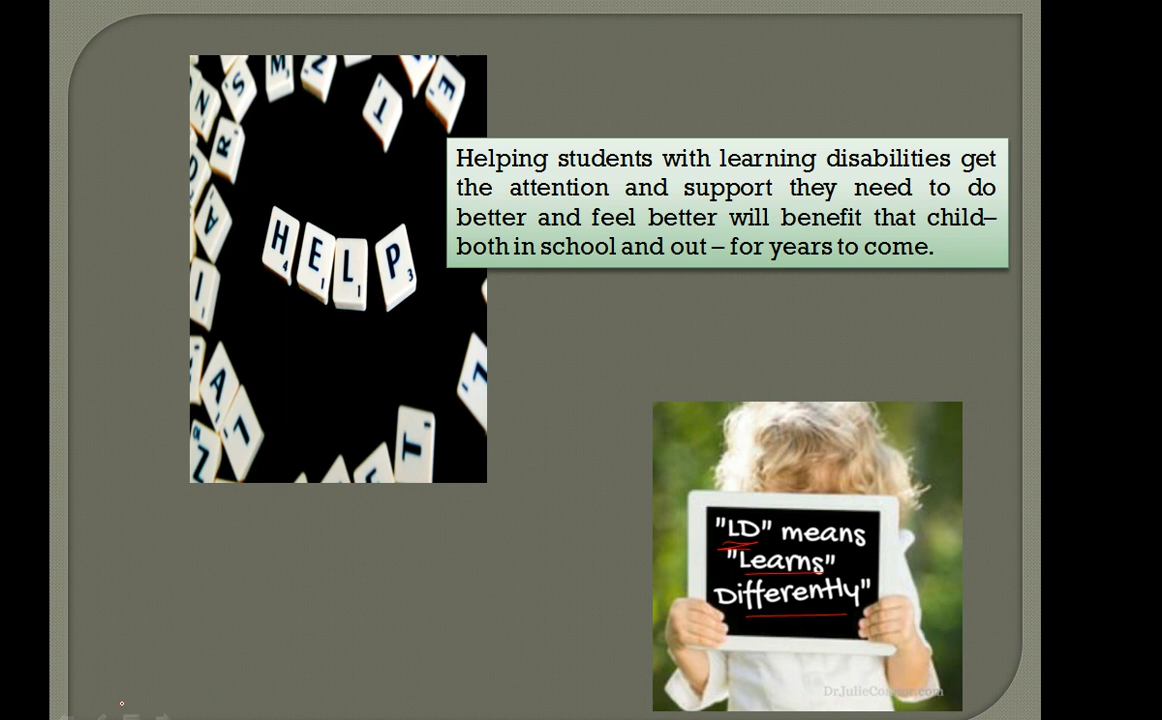 HELP
Helping students with learning disabilities get
the attention and support they need to do
better and feel better will benefit that child–
both in school and out – for years to come.
"LD" means
"Learns"
Differently"